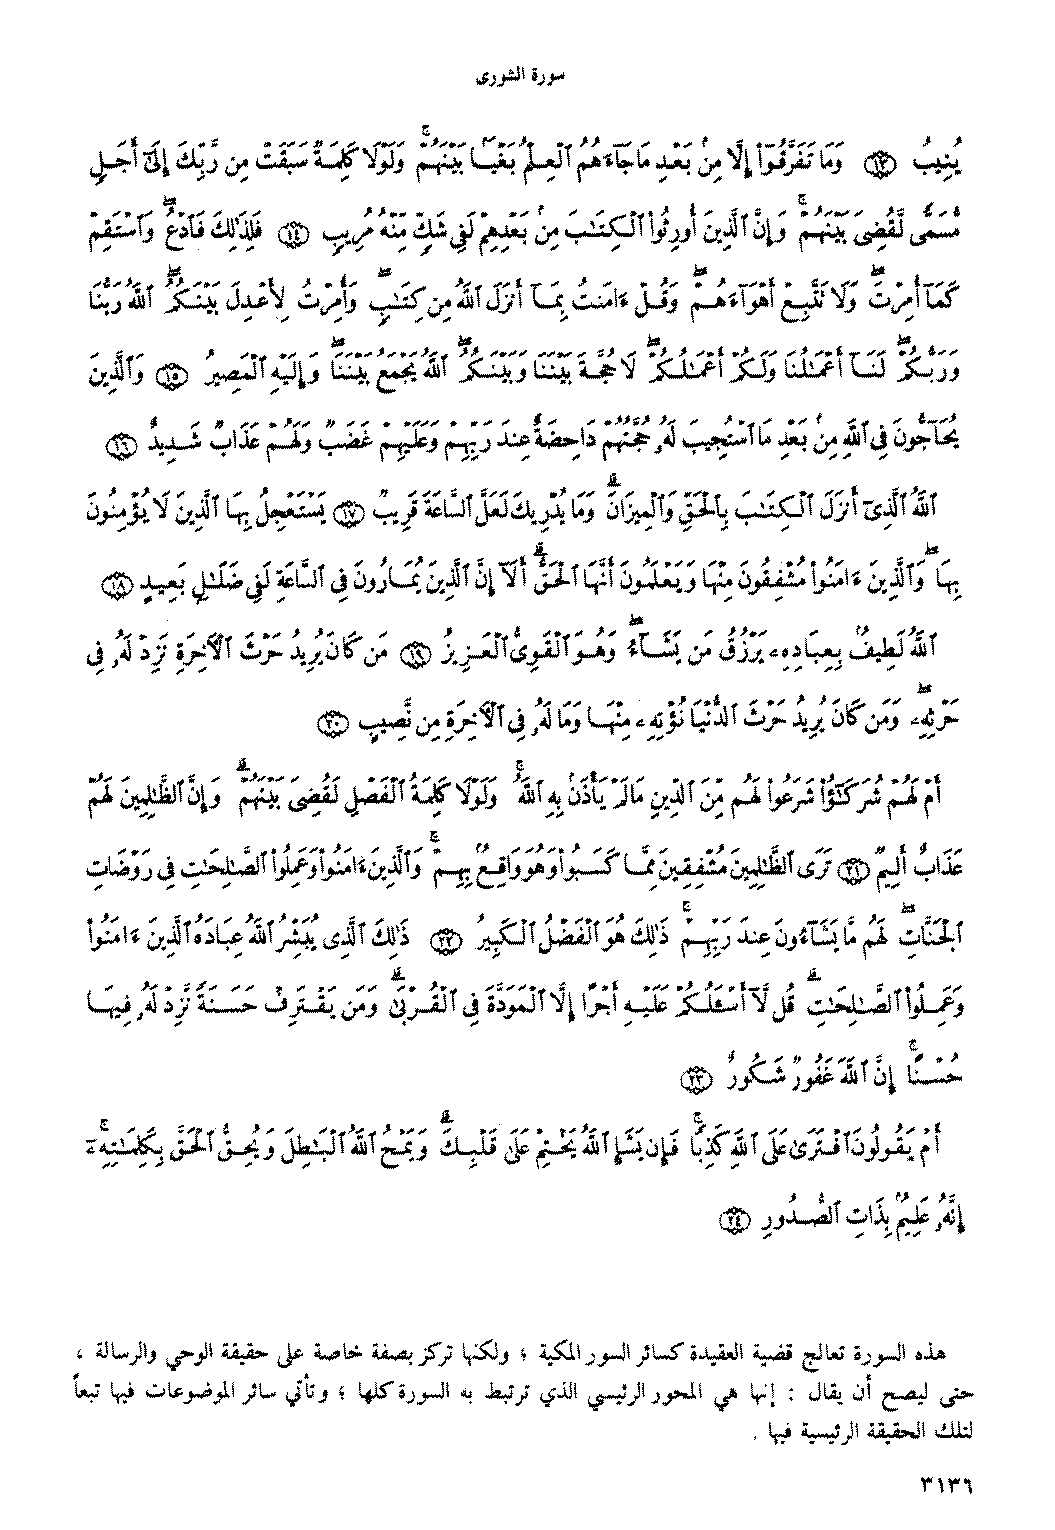 سورة الشورى
يُنِيبُ ۝١٣ وَمَا تَفَرَّقُوٓا۟ إِلَّا مِنۢ بَعْدِ مَا جَآءَهُمُ ٱلْعِلْمُ بَغْيَۢا بَيْنَهُمْ ۚ وَلَوْلَا كَلِمَةٌ سَبَقَتْ مِن رَّبِّكَ إِلَىٰٓ أَجَلٍ
مُّسَمًّى لَّقُضِىَ بَيْنَهُمْ ۚ وَإِنَّ ٱلَّذِينَ أُورِثُوا۟ ٱلْكِتَٰبَ مِنۢ بَعْدِهِمْ لَفِى شَكٍّ مِّنْهُ مُرِيبٍ ۝١٤ فَلِذَٰلِكَ فَٱدْعُ ۖ وَٱسْتَقِمْ
كَمَآ أُمِرْتَ ۖ وَلَا تَتَّبِعْ أَهْوَآءَهُمْ ۖ وَقُلْ ءَامَنتُ بِمَآ أَنزَلَ ٱللَّهُ مِن كِتَٰبٍ ۖ وَأُمِرْتُ لِأَعْدِلَ بَيْنَكُمُ ۖ ٱللَّهُ رَبُّنَا
وَرَبُّكُمْ ۖ لَنَآ أَعْمَٰلُنَا وَلَكُمْ أَعْمَٰلُكُمْ ۖ لَا حُجَّةَ بَيْنَنَا وَبَيْنَكُمُ ۖ ٱللَّهُ يَجْمَعُ بَيْنَنَا ۖ وَإِلَيْهِ ٱلْمَصِيرُ ۝١٥ وَٱلَّذِينَ
يُحَآجُّونَ فِى ٱللَّهِ مِنۢ بَعْدِ مَا ٱسْتُجِيبَ لَهُۥ حُجَّتُهُمْ دَاحِضَةٌ عِندَ رَبِّهِمْ وَعَلَيْهِمْ غَضَبٌ وَلَهُمْ عَذَابٌ شَدِيدٌ ۝١٦
ٱللَّهُ ٱلَّذِىٓ أَنزَلَ ٱلْكِتَٰبَ بِٱلْحَقِّ وَٱلْمِيزَانَ ۗ وَمَا يُدْرِيكَ لَعَلَّ ٱلسَّاعَةَ قَرِيبٌ ۝١٧ يَسْتَعْجِلُ بِهَا ٱلَّذِينَ لَا يُؤْمِنُونَ
بِهَا ۖ وَٱلَّذِينَ ءَامَنُوا۟ مُشْفِقُونَ مِنْهَا وَيَعْلَمُونَ أَنَّهَا ٱلْحَقُّ ۗ أَلَآ إِنَّ ٱلَّذِينَ يُمَارُونَ فِى ٱلسَّاعَةِ لَفِى ضَلَٰلٍۭ بَعِيدٍ ۝١٨
ٱللَّهُ لَطِيفٌۢ بِعِبَادِهِۦ يَرْزُقُ مَن يَشَآءُ ۖ وَهُوَ ٱلْقَوِىُّ ٱلْعَزِيزُ ۝١٩ مَن كَانَ يُرِيدُ حَرْثَ ٱلْءَاخِرَةِ نَزِدْ لَهُۥ فِى
حَرْثِهِۦ ۖ وَمَن كَانَ يُرِيدُ حَرْثَ ٱلدُّنْيَا نُؤْتِهِۦ مِنْهَا وَمَا لَهُۥ فِى ٱلْءَاخِرَةِ مِن نَّصِيبٍ ۝٢٠
أَمْ لَهُمْ شُرَكَٰٓؤُا۟ شَرَعُوا۟ لَهُم مِّنَ ٱلدِّينِ مَا لَمْ يَأْذَنۢ بِهِ ٱللَّهُ ۚ وَلَوْلَا كَلِمَةُ ٱلْفَصْلِ لَقُضِىَ بَيْنَهُمْ ۗ وَإِنَّ ٱلظَّٰلِمِينَ لَهُمْ
عَذَابٌ أَلِيمٌ ۝٢١ تَرَى ٱلظَّٰلِمِينَ مُشْفِقِينَ مِمَّا كَسَبُوا۟ وَهُوَ وَاقِعٌۢ بِهِمْ ۗ وَٱلَّذِينَ ءَامَنُوا۟ وَعَمِلُوا۟ ٱلصَّٰلِحَٰتِ فِى رَوْضَاتِ
ٱلْجَنَّاتِ ۖ لَهُم مَّا يَشَآءُونَ عِندَ رَبِّهِمْ ۚ ذَٰلِكَ هُوَ ٱلْفَضْلُ ٱلْكَبِيرُ ۝٢٢ ذَٰلِكَ ٱلَّذِى يُبَشِّرُ ٱللَّهُ عِبَادَهُ ٱلَّذِينَ ءَامَنُوا۟
وَعَمِلُوا۟ ٱلصَّٰلِحَٰتِ ۗ قُل لَّآ أَسْـَٔلُكُمْ عَلَيْهِ أَجْرًا إِلَّا ٱلْمَوَدَّةَ فِى ٱلْقُرْبَىٰ ۗ وَمَن يَقْتَرِفْ حَسَنَةً نَّزِدْ لَهُۥ فِيهَا
حُسْنًا ۚ إِنَّ ٱللَّهَ غَفُورٌ شَكُورٌ ۝٢٣
أَمْ يَقُولُونَ ٱفْتَرَىٰ عَلَى ٱللَّهِ كَذِبًا ۖ فَإِن يَشَإِ ٱللَّهُ يَخْتِمْ عَلَىٰ قَلْبِكَ ۗ وَيَمْحُ ٱللَّهُ ٱلْبَٰطِلَ وَيُحِقُّ ٱلْحَقَّ بِكَلِمَٰتِهِۦٓ ۚ
إِنَّهُۥ عَلِيمٌۢ بِذَاتِ ٱلصُّدُورِ ۝٢٤
هذه السورة تعالج قضية العقيدة كسائر السور المكية ؛ ولكنها تركز بصفة خاصة على حقيقة الوحي والرسالة ،
حتى ليصح أن يقال : إنها هي المحور الرئيسي الذي ترتبط به السورة كلها ؛ وتأتي سائر الموضوعات فيها تبعاً
لتلك الحقيقة الرئيسية فيها .
٣١٣٦